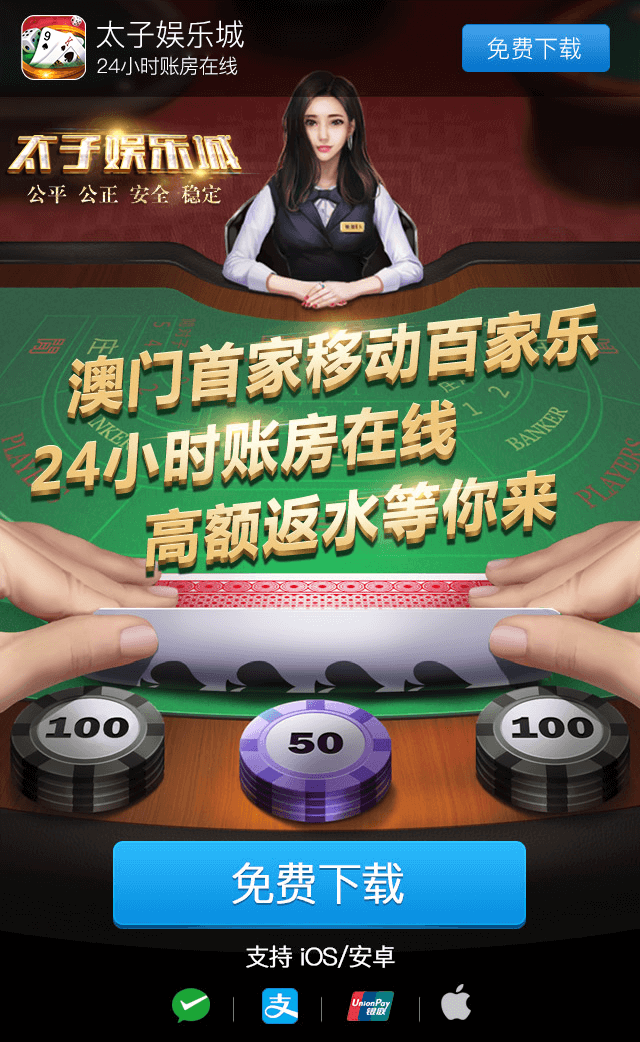 太子娱乐城
24小时账房在线
免费下载
太子娱乐城
公平 公正 安全 稳定
澳门首家移动百家乐
24小时账房在线
高额返水等你来
BANKER
PLAYERS
100
50
100
免费下载
支持 iOS/安卓
支
UnionPay
银联